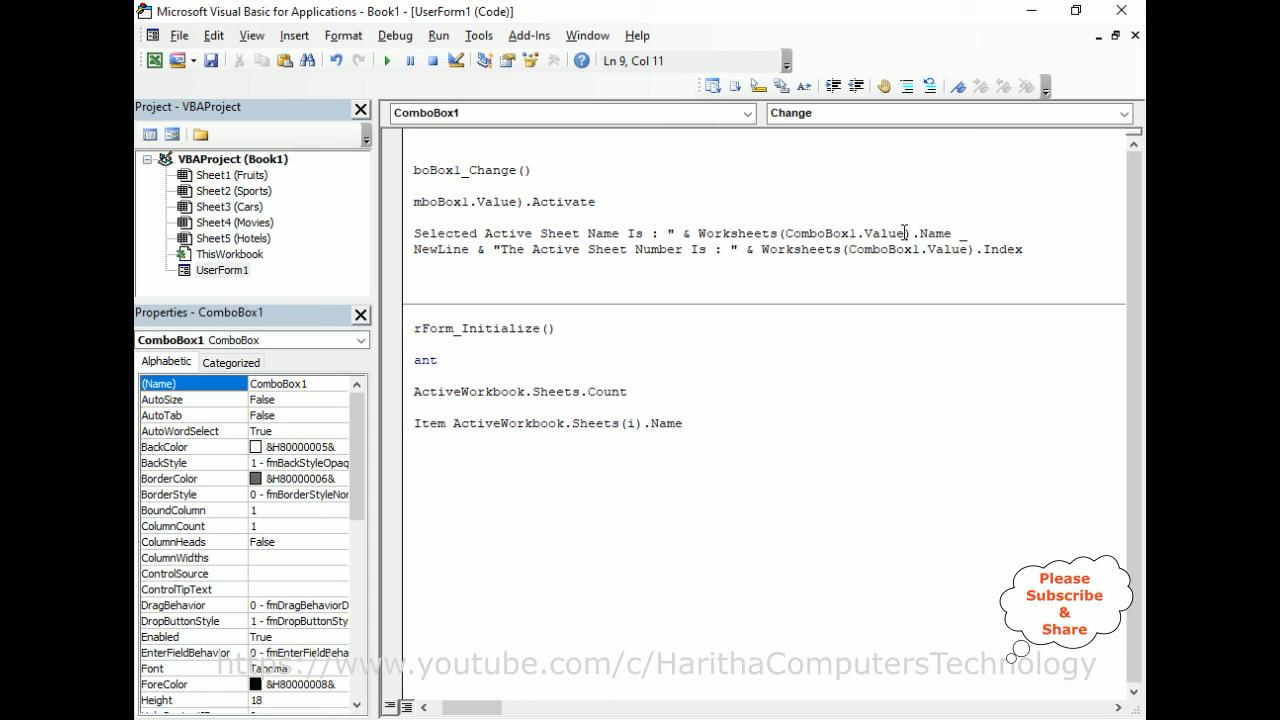 Microsoft Visual Basic for Applications - Book1 - [UserForm1 (Code)]
File Edit View Insert Format Debug Run Tools Add-Ins Window Help
Ln 9, Col 11
Project - VBAProject
VBAProject (Book1)
Sheet1 (Fruits)
Sheet2 (Sports)
Sheet3 (Cars)
Sheet4 (Movies)
Sheet5 (Hotels)
ThisWorkbook
UserForm1
Properties - ComboBox1
ComboBox1 ComboBox
Alphabetic Categorized
(Name) ComboBox1
AutoSize False
AutoTab False
AutoWordSelect True
BackColor &H80000005&
BackStyle 1 - fmBackStyleOpaq
BorderColor &H80000006&
BorderStyle 0 - fmBorderStyleNor
BoundColumn 1
ColumnCount 1
ColumnHeads False
ColumnWidths
ControlSource
ControlTipText
DragBehavior 0 - fmDragBehaviorD
DropButtonStyle 1 - fmDropButtonSty
Enabled True
EnterFieldBehavior 0 - fmEnterFieldBeha
Font Tahoma
ForeColor &H80000008&
Height 18
ComboBox1 Change
boBox1_Change()
mboBox1.Value).Activate
Selected Active Sheet Name Is : " & Worksheets(ComboBox1.Value).Name _
NewLine & "The Active Sheet Number Is : " & Worksheets(ComboBox1.Value).Index
rForm_Initialize()
ant
ActiveWorkbook.Sheets.Count
Item ActiveWorkbook.Sheets(i).Name
Please
Subscribe
&
Share
https://www.youtube.com/c/HarithaComputersTechnology